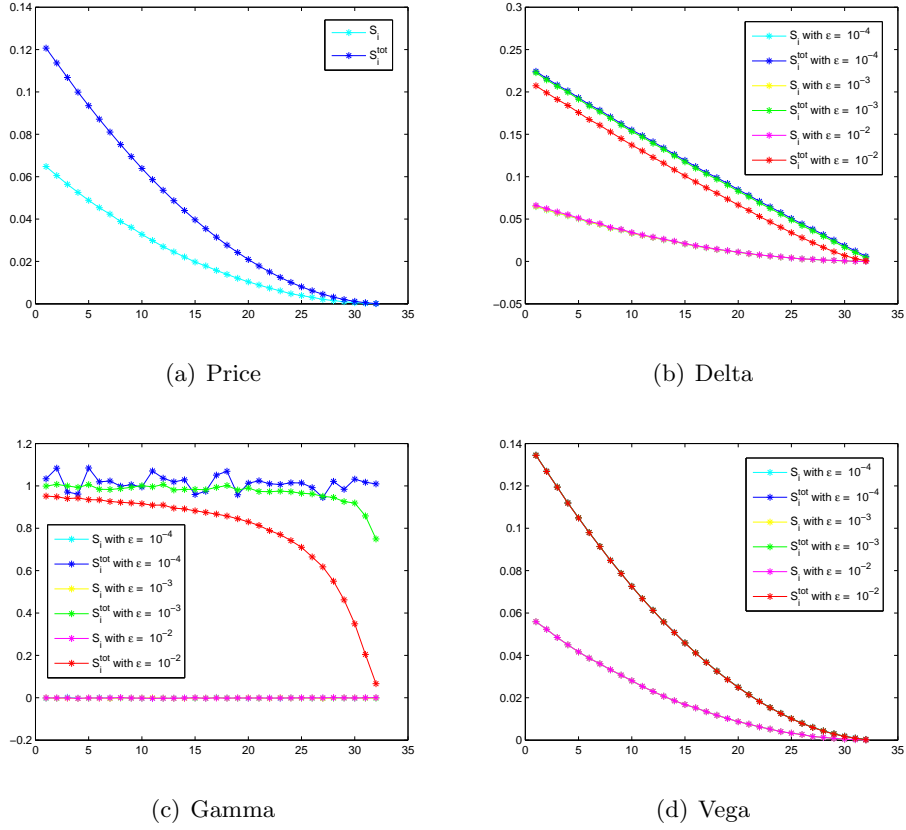 0.14
0.12
0.1
0.08
0.06
0.04
0.02
0
0 5 10 15 20 25 30 35
S_i
S_i^tot
(a) Price
0.3
0.25
0.2
0.15
0.1
0.05
0
−0.05
0 5 10 15 20 25 30 35
S_i with ε = 10^−4
S_i^tot with ε = 10^−4
S_i with ε = 10^−3
S_i^tot with ε = 10^−3
S_i with ε = 10^−2
S_i^tot with ε = 10^−2
(b) Delta
1.2
1
0.8
0.6
0.4
0.2
0
−0.2
0 5 10 15 20 25 30 35
S_i with ε = 10^−4
S_i^tot with ε = 10^−4
S_i with ε = 10^−3
S_i^tot with ε = 10^−3
S_i with ε = 10^−2
S_i^tot with ε = 10^−2
(c) Gamma
0.14
0.12
0.1
0.08
0.06
0.04
0.02
0
0 5 10 15 20 25 30 35
S_i with ε = 10^−4
S_i^tot with ε = 10^−4
S_i with ε = 10^−3
S_i^tot with ε = 10^−3
S_i with ε = 10^−2
S_i^tot with ε = 10^−2
(d) Vega